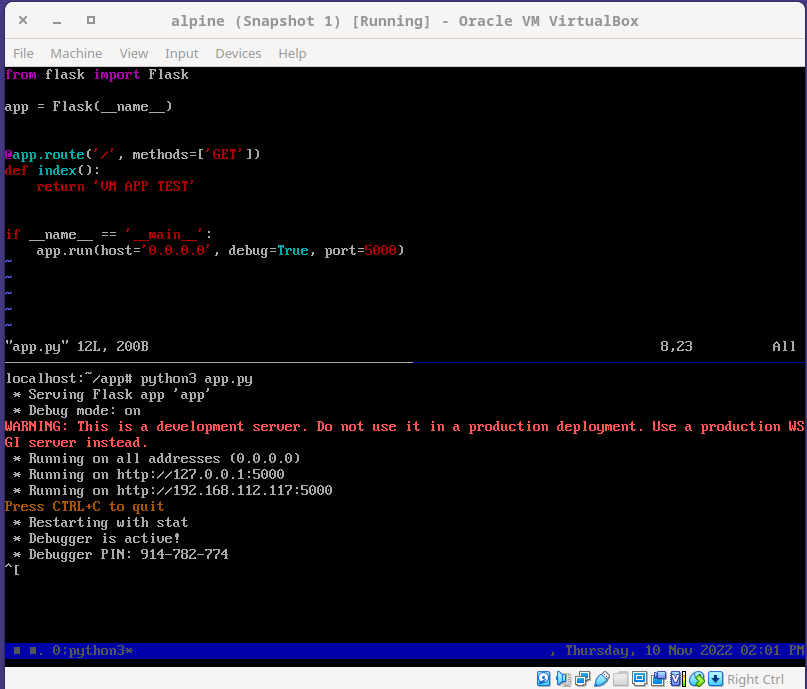 alpine (Snapshot 1) [Running] - Oracle VM VirtualBox
File Machine View Input Devices Help
from flask import Flask
app = Flask(__name__)
@app.route('/', methods=['GET'])
def index():
    return 'VM APP TEST'
if __name__ == '__main__':
    app.run(host='0.0.0.0', debug=True, port=5000)
~
~
~
~
~
"app.py" 12L, 200B 8,23 All
localhost:~/app# python3 app.py
 * Serving Flask app 'app'
 * Debug mode: on
WARNING: This is a development server. Do not use it in a production deployment. Use a production WS
GI server instead.
 * Running on all addresses (0.0.0.0)
 * Running on http://127.0.0.1:5000
 * Running on http://192.168.112.117:5000
Press CTRL+C to quit
 * Restarting with stat
 * Debugger is active!
 * Debugger PIN: 914-782-774
^[
■ ■. 0:python3* , Thursday, 10 Nov 2022 02:01 PM
Right Ctrl